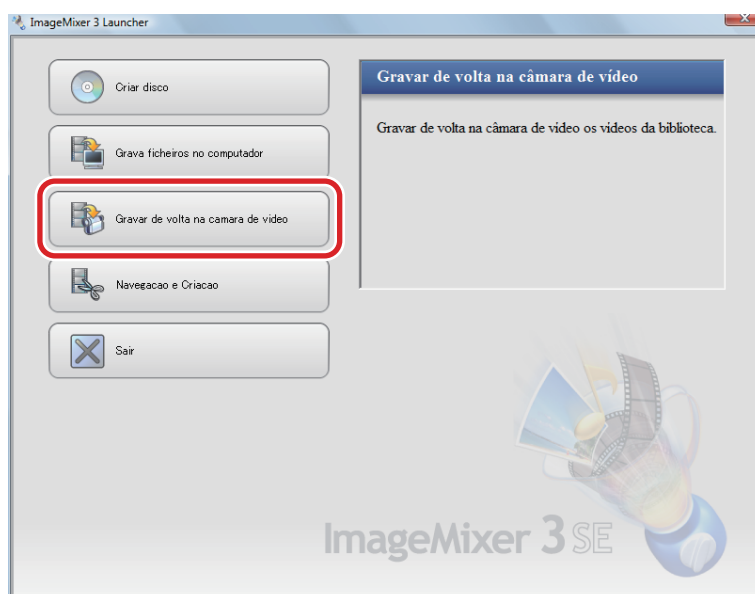 ImageMixer 3 Launcher
Criar disco
Grava ficheiros no computador
Gravar de volta na camara de video
Navegacao e Criacao
Sair
Gravar de volta na câmara de vídeo
Gravar de volta na câmara de vídeo os vídeos da biblioteca.
ImageMixer 3 SE